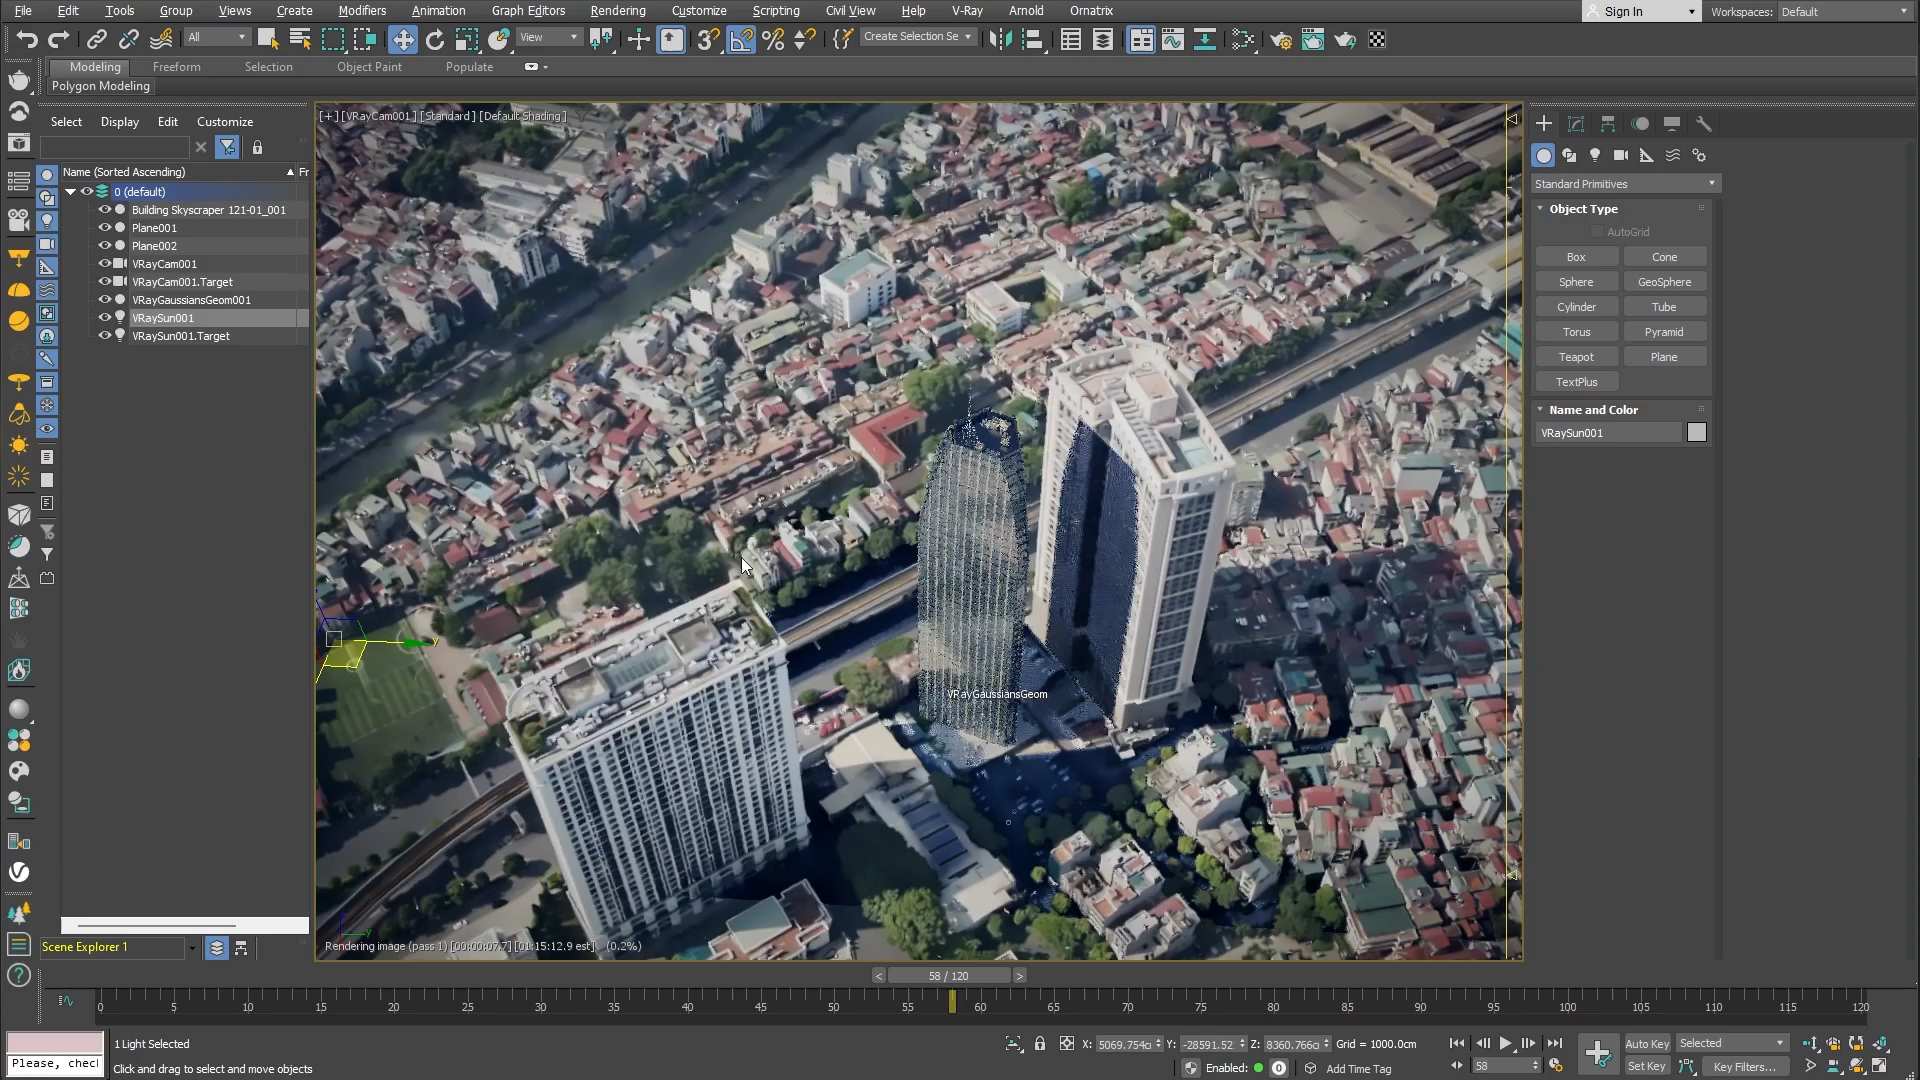 File Edit Tools Group Views Create Modifiers Animation Graph Editors Rendering Customize Scripting Civil View Help V-Ray Arnold Ornatrix Sign In Workspaces: Default
All View Create Selection Se
Modeling Freeform Selection Object Paint Populate
Polygon Modeling
Select Display Edit Customize
Name (Sorted Ascending) Fr
0 (default)
Building Skyscraper 121-01_001
Plane001
Plane002
VRayCam001
VRayCam001.Target
VRayGaussiansGeom001
VRaySun001
VRaySun001.Target
Scene Explorer 1
[+] [VRayCam001] [Standard] [Default Shading]
VRayGaussiansGeom
y
Rendering image (pass 1) [00:00:07.7] [01:15:12.9 est] (0.2%)
Standard Primitives
Object Type
AutoGrid
Box Cone
Sphere GeoSphere
Cylinder Tube
Torus Pyramid
Teapot Plane
TextPlus
Name and Color
VRaySun001
< 58 / 120 >
0 5 10 15 20 25 30 35 40 45 50 55 60 65 70 75 80 85 90 95 100 105 110 115 120
1 Light Selected X: 5069.754c Y: -28591.52 Z: 8360.766c Grid = 1000.0cm Auto Key Selected
Please, chec Click and drag to select and move objects Enabled: 0 Add Time Tag 58 Set Key Key Filters...